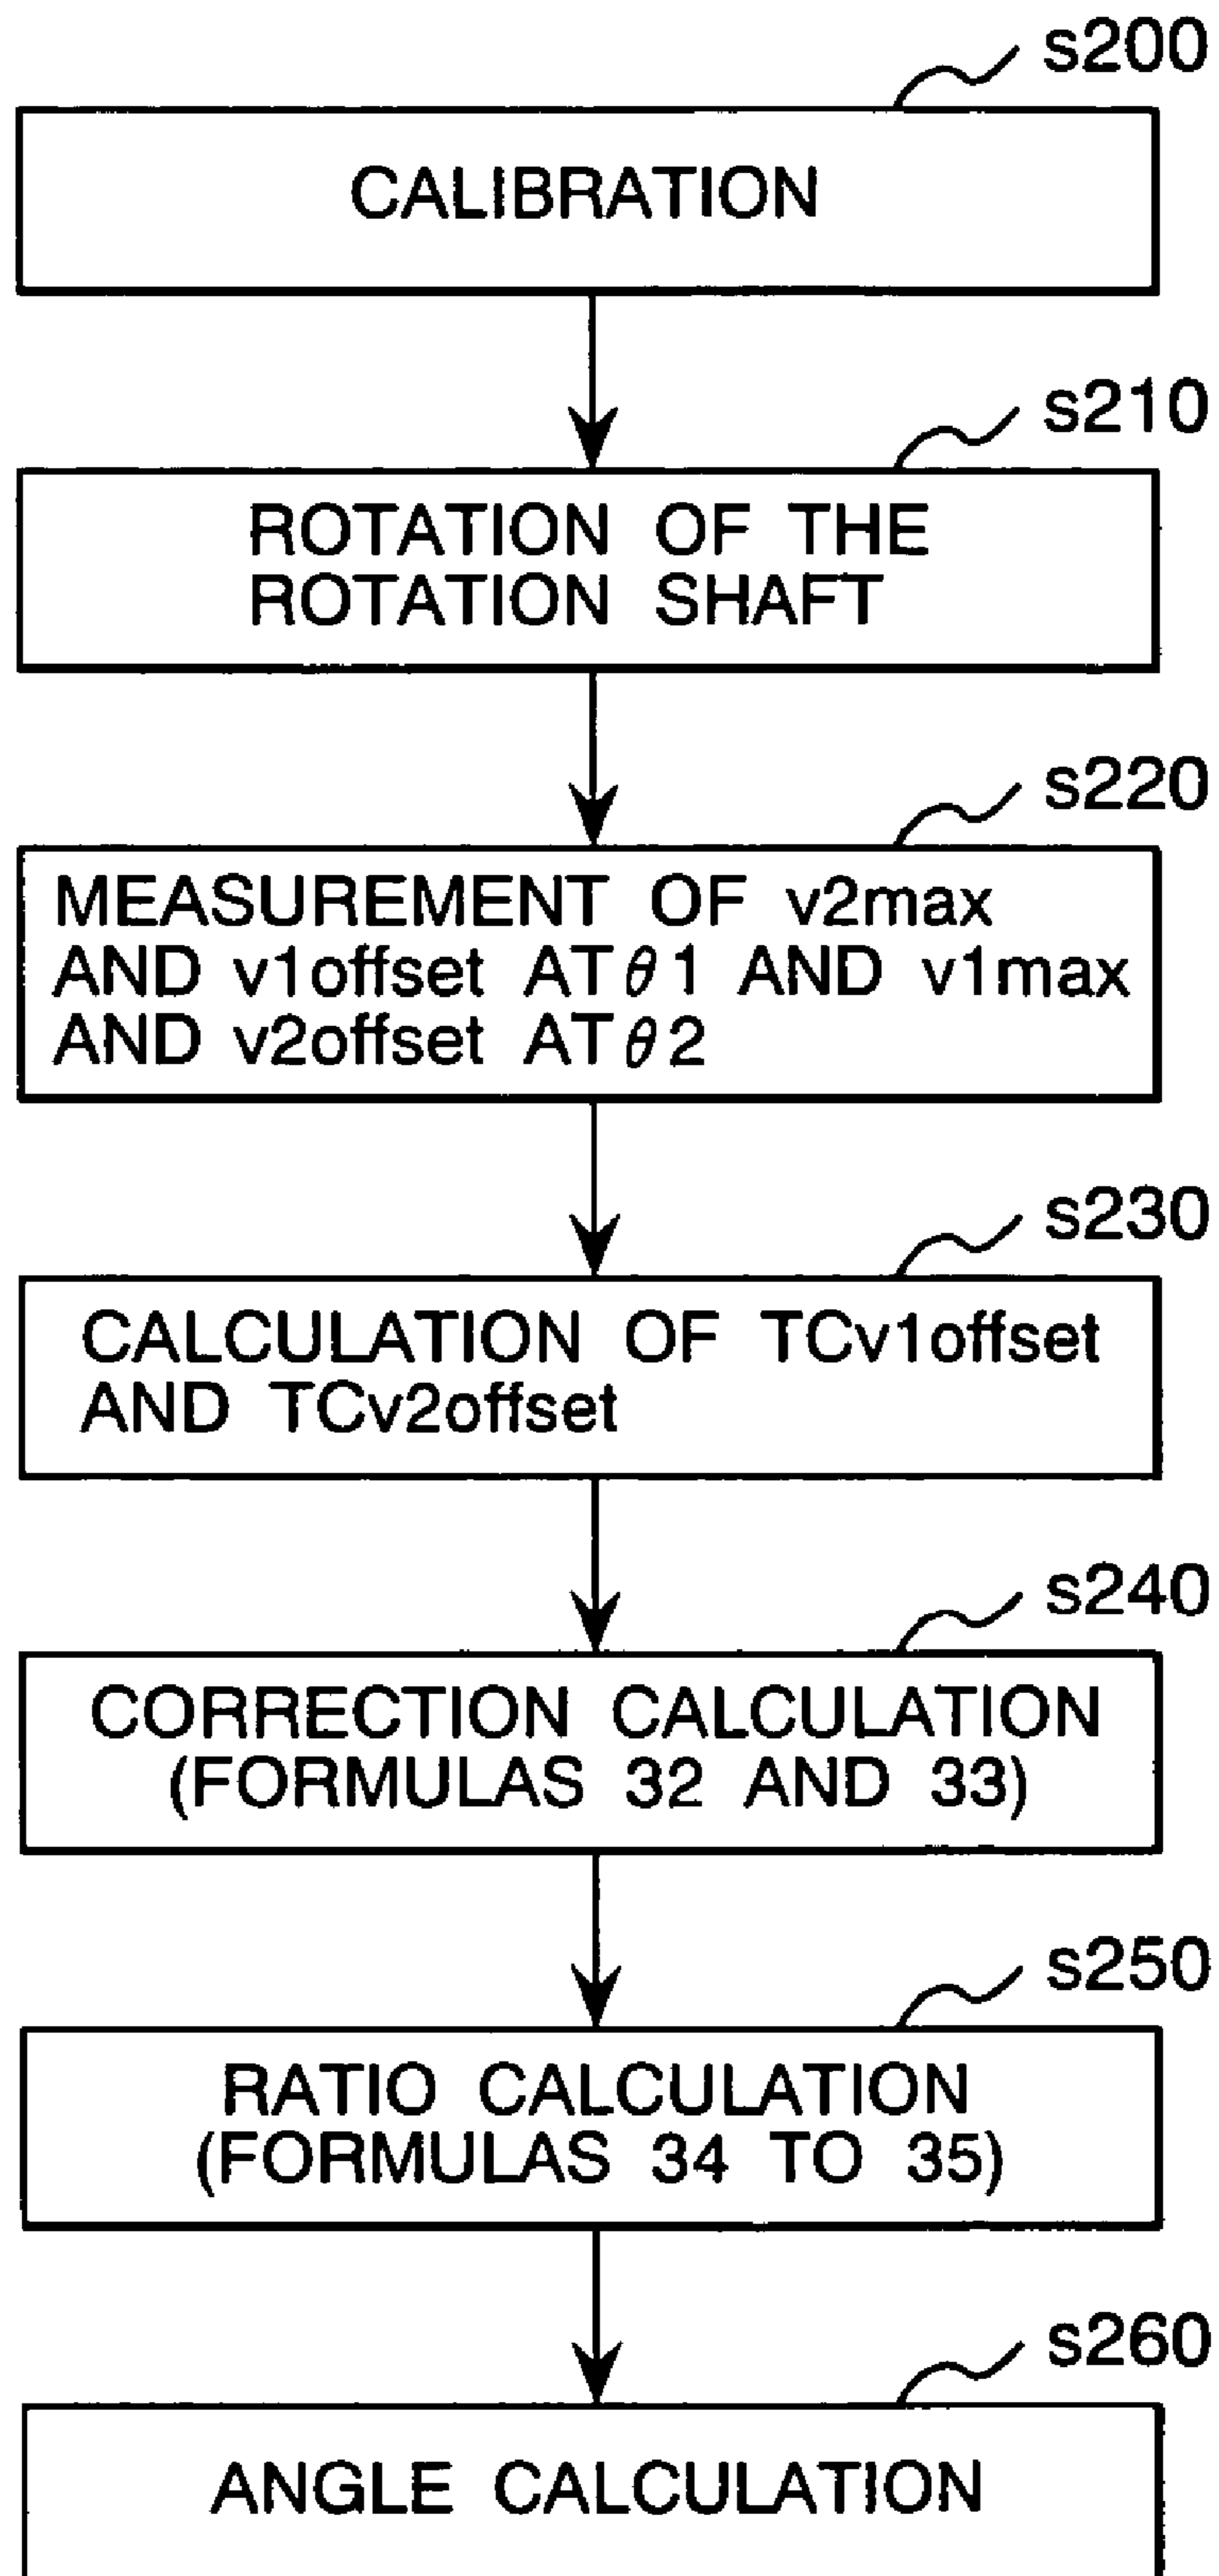 s200
CALIBRATION
s210
ROTATION OF THE
ROTATION SHAFT
s220
MEASUREMENT OF v2max
AND v1offset AT θ1 AND v1max
AND v2offset AT θ2
s230
CALCULATION OF TCv1offset
AND TCv2offset
s240
CORRECTION CALCULATION
(FORMULAS 32 AND 33)
s250
RATIO CALCULATION
(FORMULAS 34 TO 35)
s260
ANGLE CALCULATION